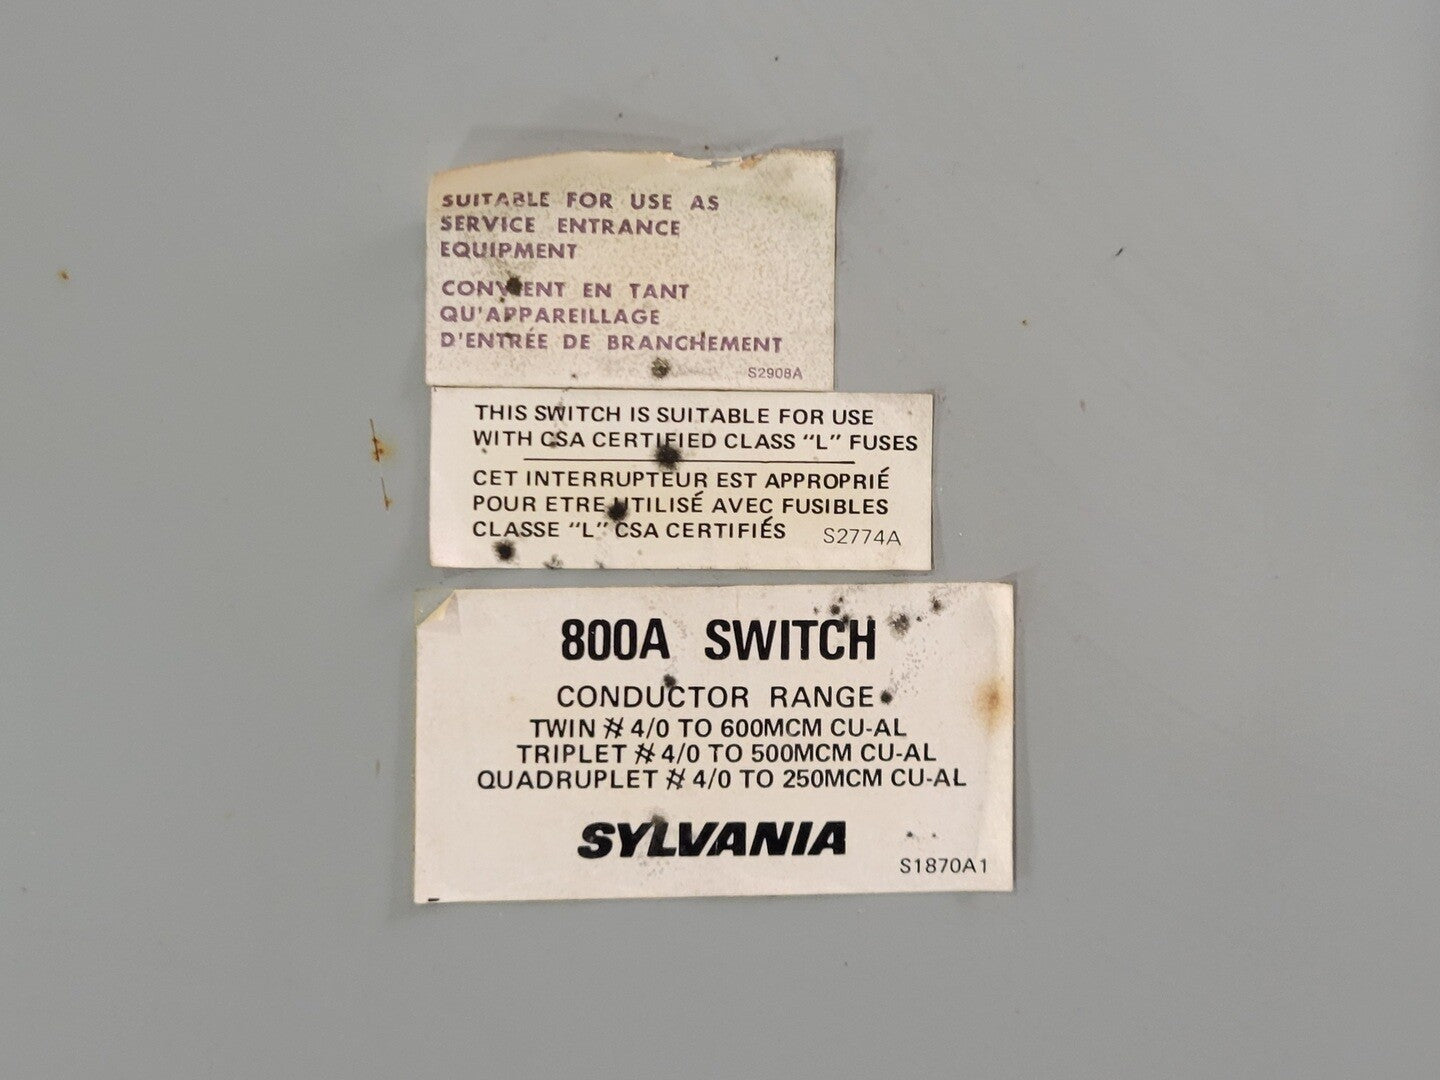 SUITABLE FOR USE AS
SERVICE ENTRANCE
EQUIPMENT
CONVIENT EN TANT
QU'APPAREILLAGE
D'ENTRÉE DE BRANCHEMENT
S2908A
THIS SWITCH IS SUITABLE FOR USE
WITH CSA CERTIFIED CLASS "L" FUSES
CET INTERRUPTEUR EST APPROPRIÉ
POUR ETRE UTILISÉ AVEC FUSIBLES
CLASSE "L" CSA CERTIFIÉS
S2774A
800A SWITCH
CONDUCTOR RANGE
TWIN # 4/0 TO 600MCM CU-AL
TRIPLET # 4/0 TO 500MCM CU-AL
QUADRUPLET # 4/0 TO 250MCM CU-AL
SYLVANIA
S1870A1